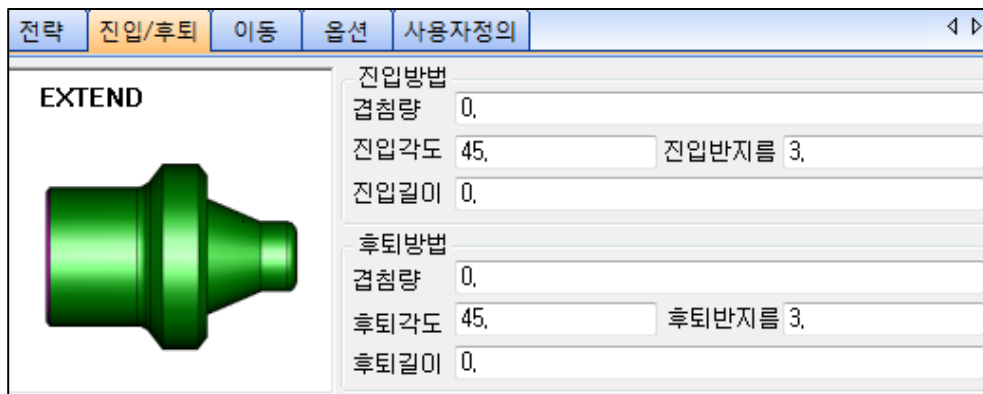 전략 진입/후퇴 이동 옵션 사용자정의
EXTEND
진입방법
겹침량 0,
진입각도 45, 진입반지름 3,
진입길이 0,
후퇴방법
겹침량 0,
후퇴각도 45, 후퇴반지름 3,
후퇴길이 0,